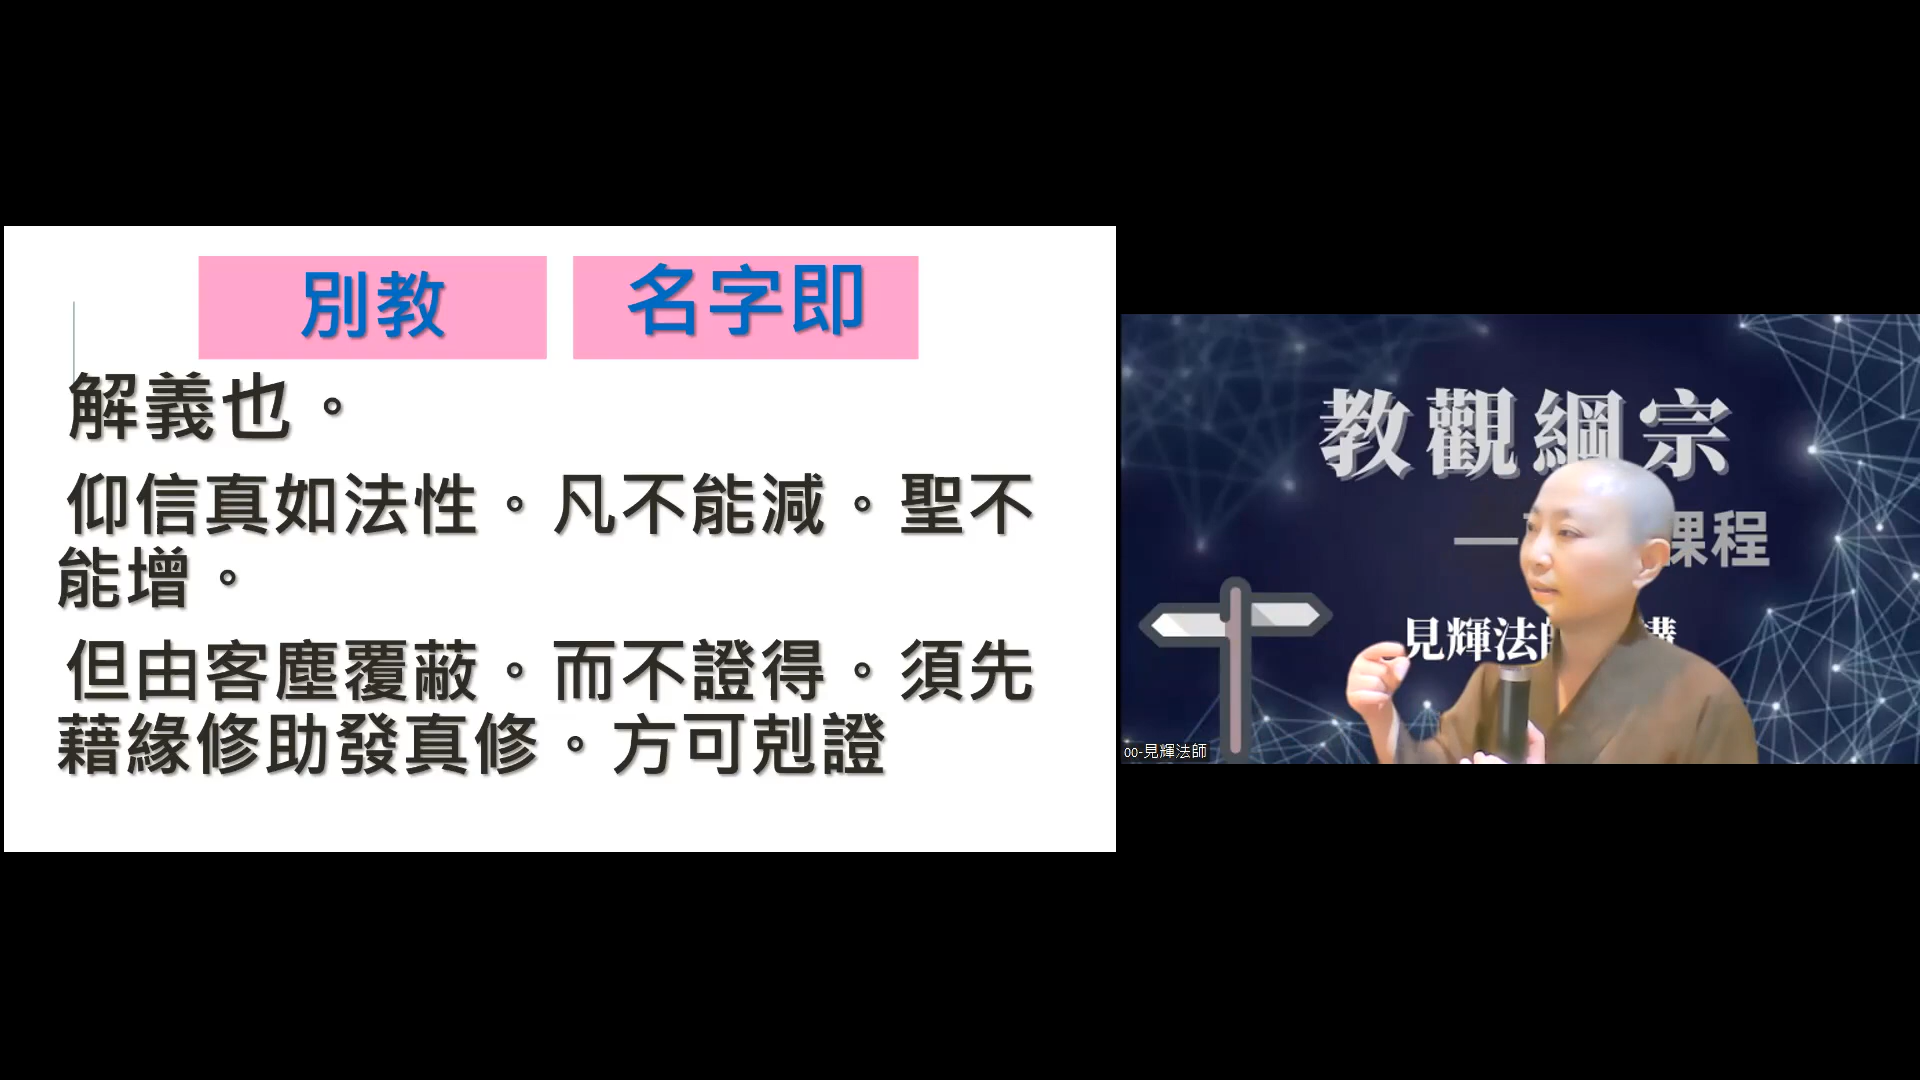 別教 名字即
解義也。
仰信真如法性。凡不能減。聖不
能增。
但由客塵覆蔽。而不證得。須先
藉緣修助發真修。方可剋證
教觀綱宗
課程
見輝法師
講
oo-見輝法師